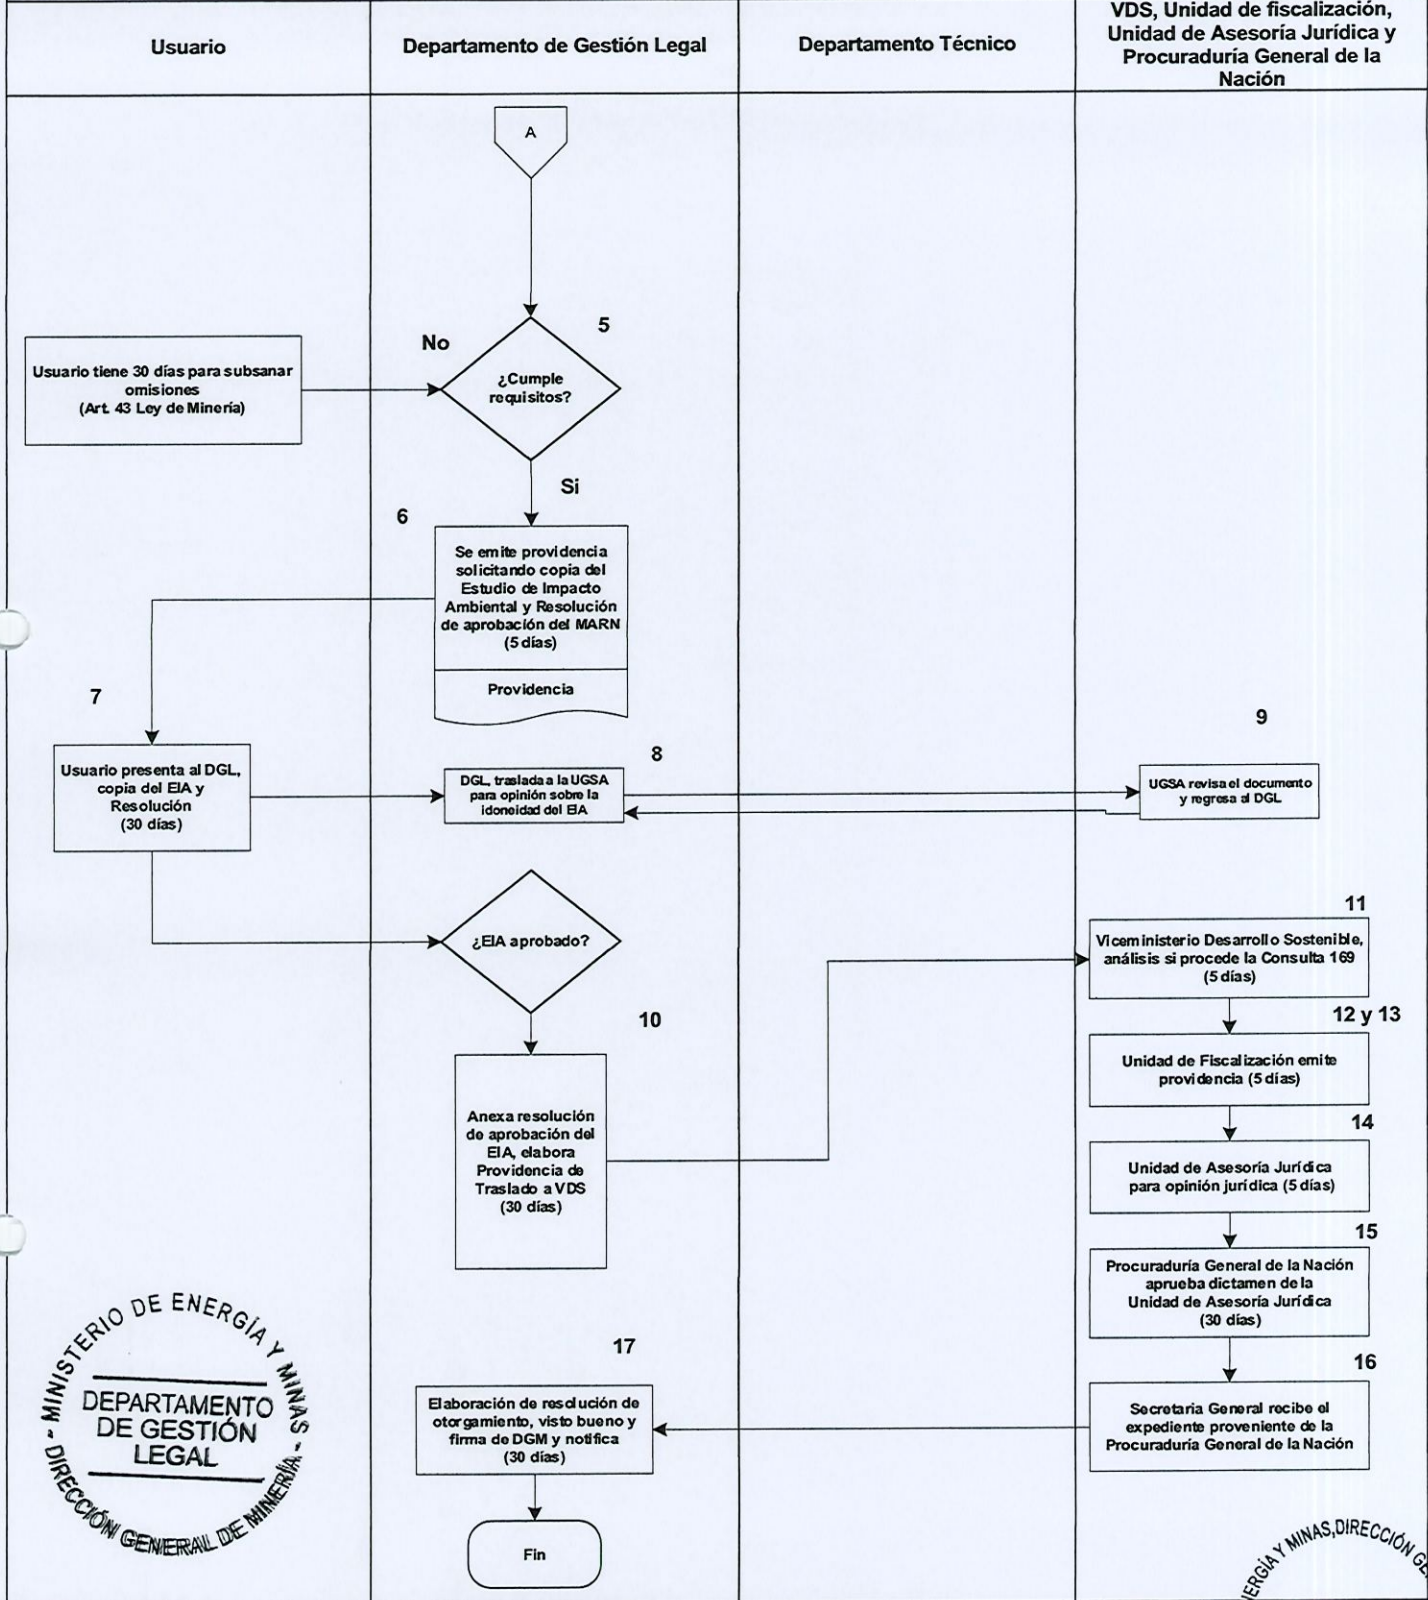 Usuario
Departamento de Gestión Legal
Departamento Técnico
VDS, Unidad de fiscalización,
Unidad de Asesoría Jurídica y
Procuraduría General de la
Nación
A
5
No
¿Cumple
requisitos?
Usuario tiene 30 días para subsanar
omisiones
(Art. 43 Ley de Minería)
Si
6
Se emite providencia
solicitando copia del
Estudio de Impacto
Ambiental y Resolución
de aprobación del MARN
(5 días)
Providencia
7
Usuario presenta al DGL,
copia del EIA y
Resolución
(30 días)
8
DGL, traslada a la UGSA
para opinión sobre la
idoneidad del EIA
9
UGSA revisa el documento
y regresa al DGL
¿EIA aprobado?
10
Anexa resolución
de aprobación del
EIA, elabora
Providencia de
Traslado a VDS
(30 días)
11
Viceministerio Desarrollo Sostenible,
análisis si procede la Consulta 169
(5 días)
12 y 13
Unidad de Fiscalización emite
providencia (5 días)
14
Unidad de Asesoría Jurídica
para opinión jurídica (5 días)
15
Procuraduría General de la Nación
aprueba dictamen de la
Unidad de Asesoría Jurídica
(30 días)
16
Secretaria General recibe el
expediente proveniente de la
Procuraduría General de la Nación
17
Elaboración de resolución de
otorgamiento, visto bueno y
firma de DGM y notifica
(30 días)
Fin
- MINISTERIO DE ENERGÍA Y MINAS -
DEPARTAMENTO
DE GESTIÓN
LEGAL
DIRECCIÓN GENERAL DE MINERÍA
ERGÍA Y MINAS, DIRECCIÓN GE